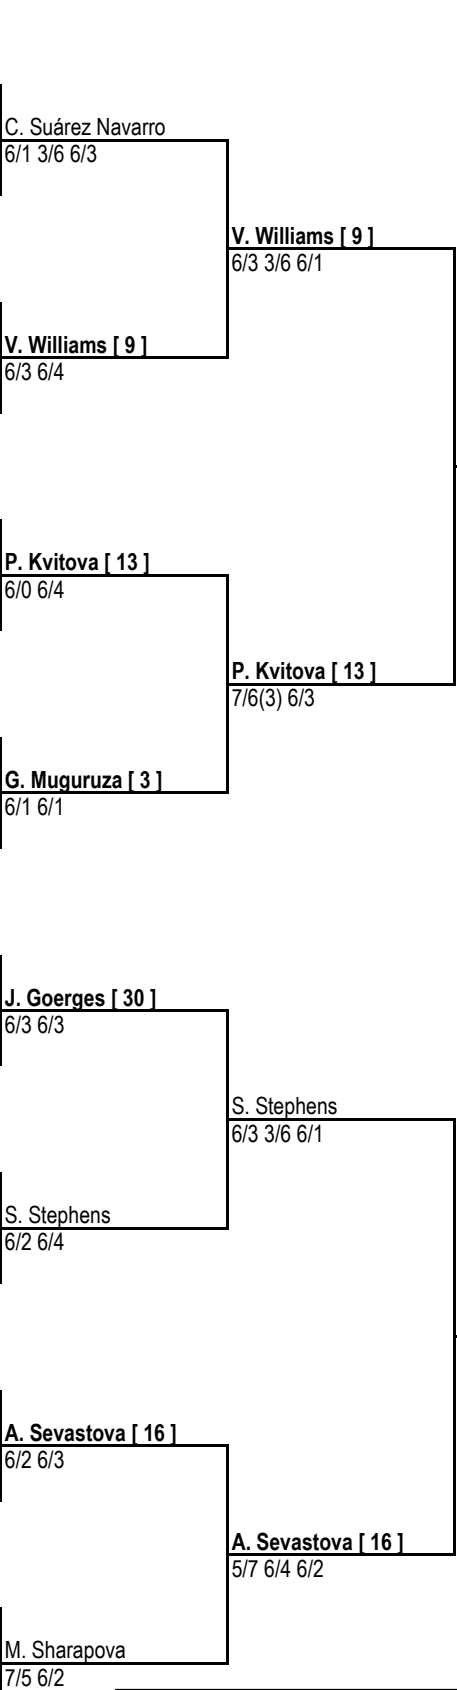 C. Suárez Navarro
6/1 3/6 6/3
V. Williams [ 9 ]
6/3 3/6 6/1
V. Williams [ 9 ]
6/3 6/4
P. Kvitova [ 13 ]
6/0 6/4
P. Kvitova [ 13 ]
7/6(3) 6/3
G. Muguruza [ 3 ]
6/1 6/1
J. Goerges [ 30 ]
6/3 6/3
S. Stephens
6/3 3/6 6/1
S. Stephens
6/2 6/4
A. Sevastova [ 16 ]
6/2 6/3
A. Sevastova [ 16 ]
5/7 6/4 6/2
M. Sharapova
7/5 6/2